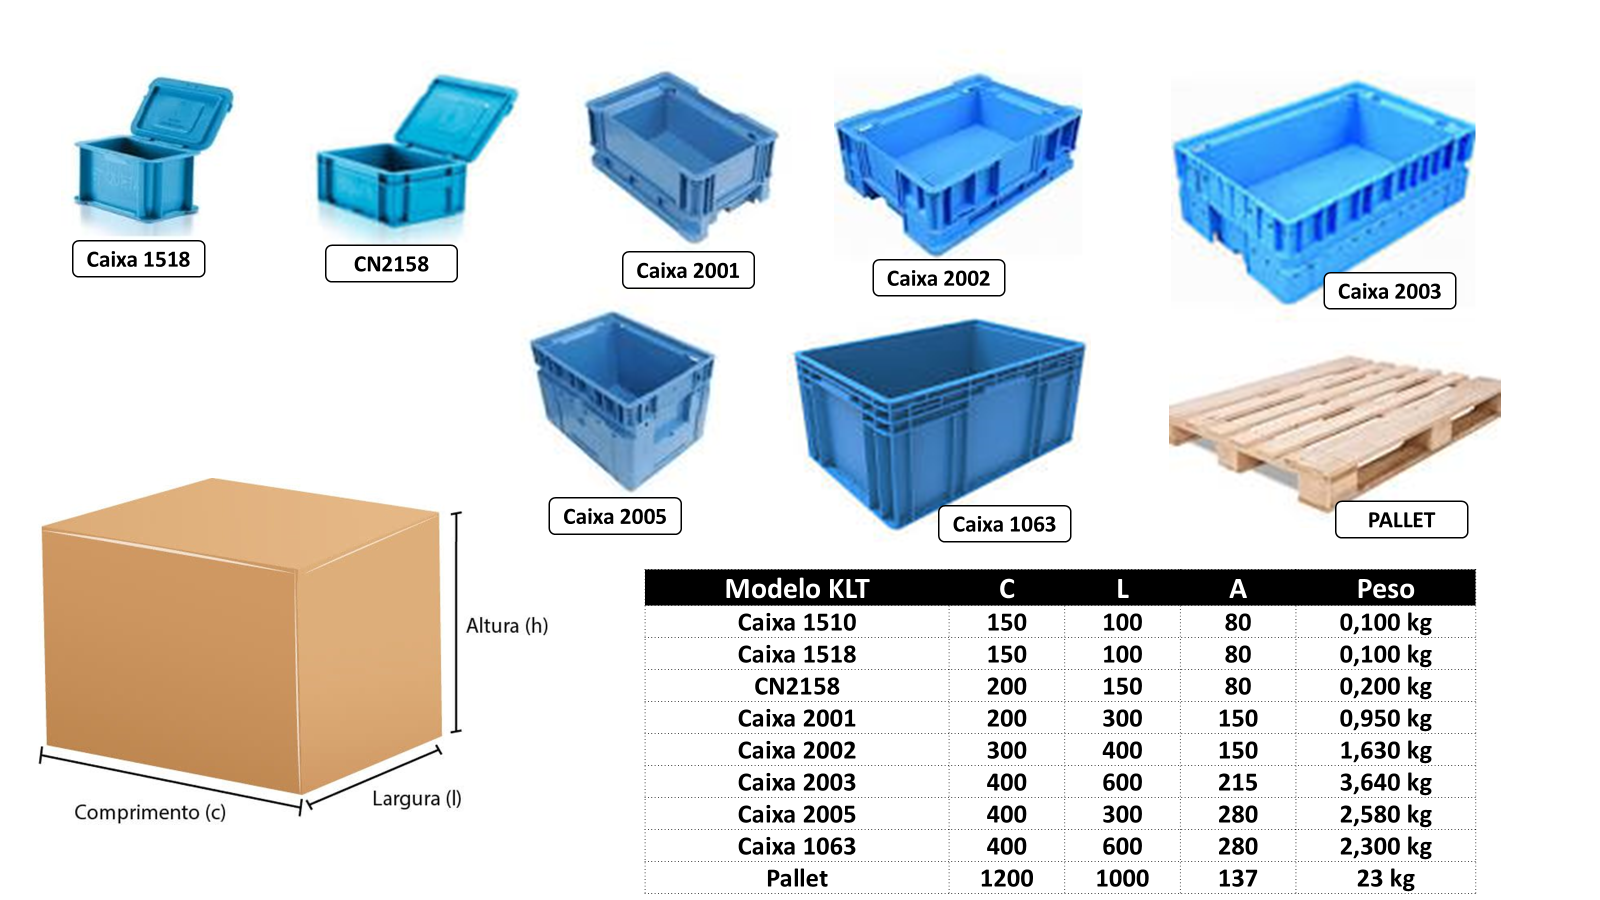 Caixa 1518
CN2158
Caixa 2001
Caixa 2002
Caixa 2003
Caixa 2005
Caixa 1063
PALLET
Altura (h)
Comprimento (c)
Largura (l)
Modelo KLT C L A Peso
Caixa 1510 150 100 80 0,100 kg
Caixa 1518 150 100 80 0,100 kg
CN2158 200 150 80 0,200 kg
Caixa 2001 200 300 150 0,950 kg
Caixa 2002 300 400 150 1,630 kg
Caixa 2003 400 600 215 3,640 kg
Caixa 2005 400 300 280 2,580 kg
Caixa 1063 400 600 280 2,300 kg
Pallet 1200 1000 137 23 kg